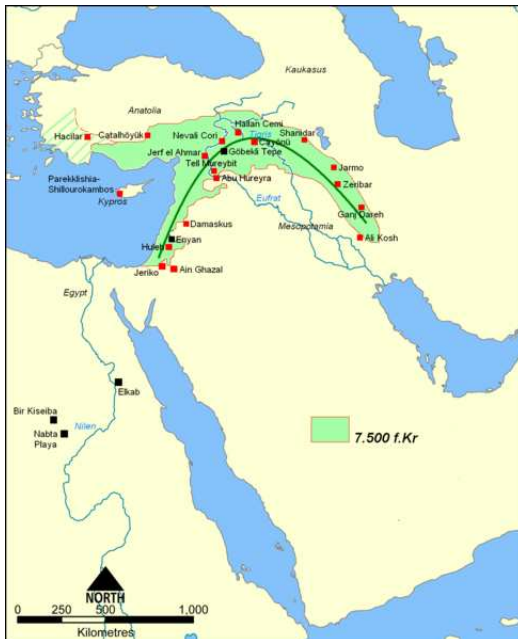 Kaukasus
Anatolia
Hallan Cemi
Tigris
Shanidar
Hacilar
Catalhöyük
Nevali Cori
Cayönü
Göbekli Tepe
Jerf el Ahmar
Tell Mureybit
Jarmo
Parekklishia-
Shillourokambos
Abu Hureyra
Zeribar
Kypros
Eufrat
Ganj Dareh
Damaskus
Mesopotamia
Enyan
Huleh
Ali Kosh
Jeriko
Ain Ghazal
Egypt
Elkab
Bir Kiseiba
Nilen
Nabta
Playa
7.500 f.Kr
NORTH
0 250 500 1,000
Kilometres